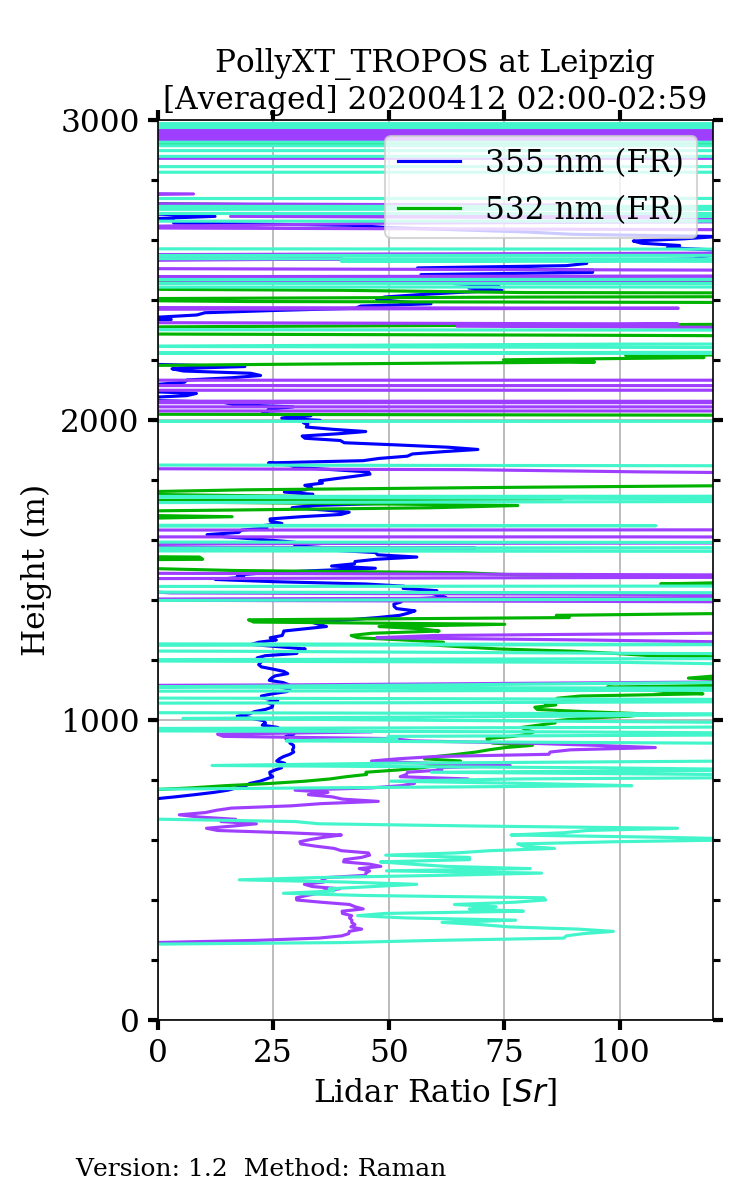 PollyXT_TROPOS at Leipzig
[Averaged] 20200412 02:00-02:59
3000
355 nm (FR)
532 nm (FR)
2000
Height (m)
1000
0
0 25 50 75 100
Lidar Ratio [Sr]
Version: 1.2 Method: Raman